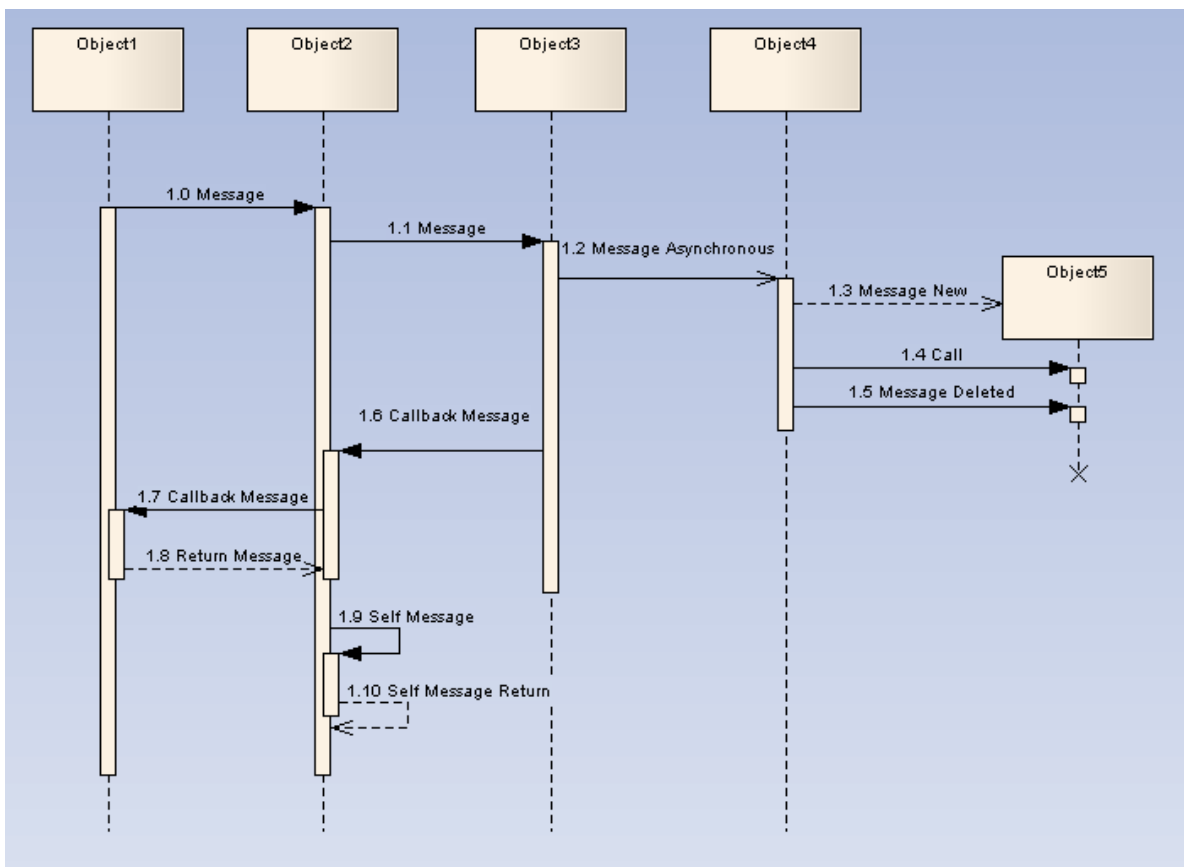 Object1
Object2
Object3
Object4
1.0 Message
1.1 Message
1.2 Message Asynchronous
Object5
1.3 Message New
1.4 Call
1.5 Message Deleted
1.6 Callback Message
1.7 Callback Message
1.8 Return Message
1.9 Self Message
1.10 Self Message Return